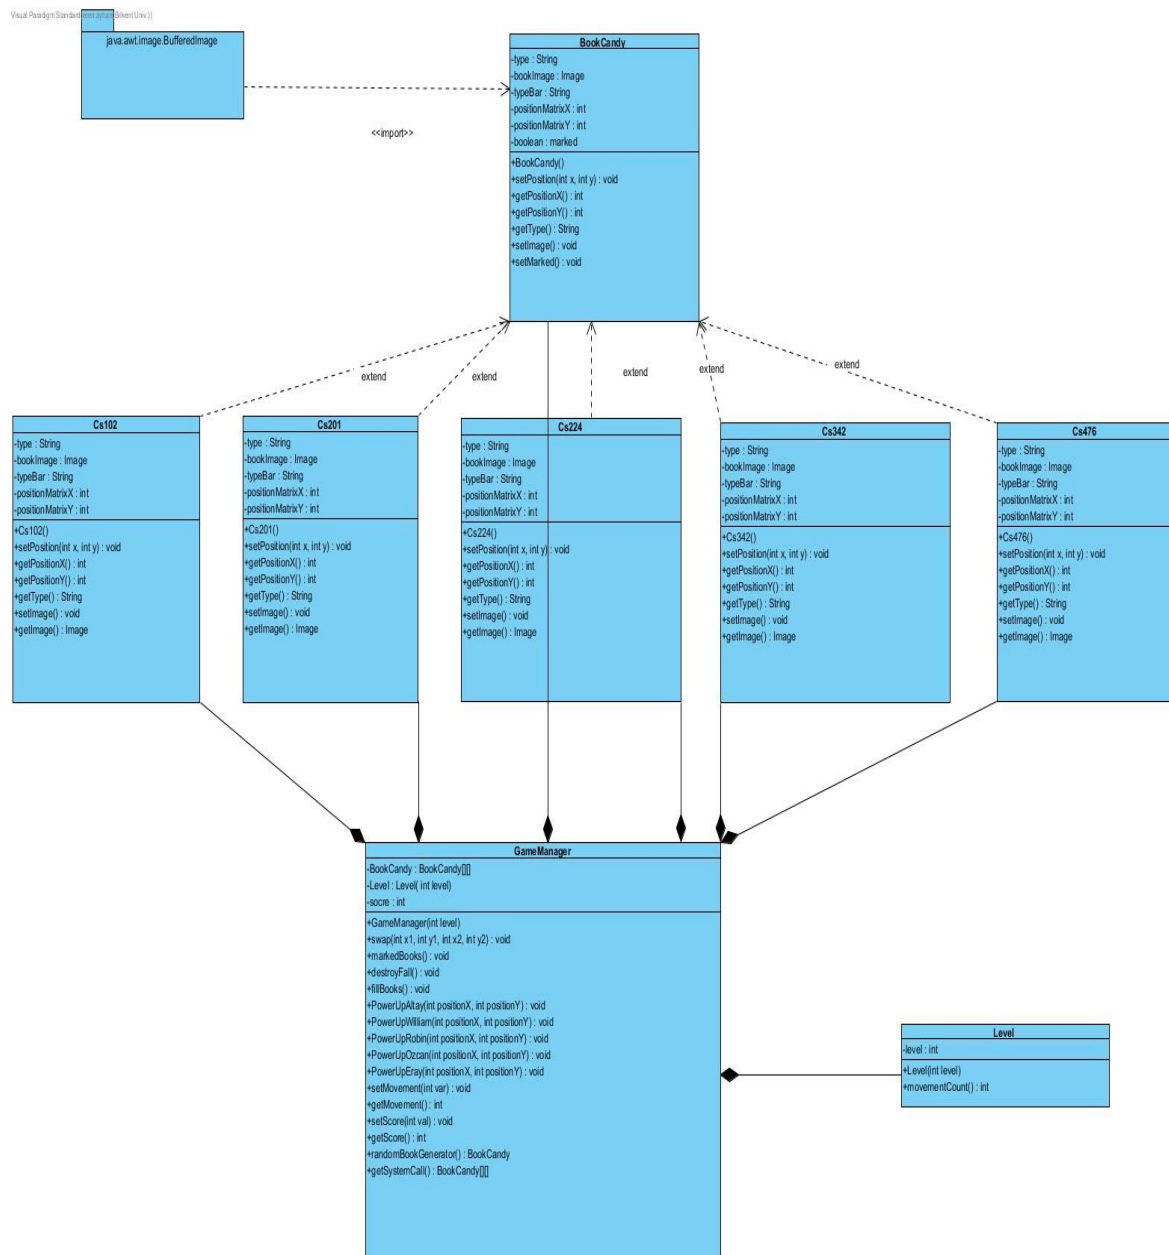 Visual Paradigm Standard
Bilkent Univ.))
java.awt.image.BufferedImage
<<import>>
BookCandy
-type : String
-bookImage : Image
-typeBar : String
-positionMatrixX : int
-positionMatrixY : int
-boolean : marked
+BookCandy()
+setPosition(int x, int y) : void
+getPositionX() : int
+getPositionY() : int
+getType() : String
+setImage() : void
+setMarked() : void
extend
extend
extend
extend
extend
Cs102
-type : String
-bookImage : Image
-typeBar : String
-positionMatrixX : int
-positionMatrixY : int
+Cs102()
+setPosition(int x, int y) : void
+getPositionX() : int
+getPositionY() : int
+getType() : String
+setImage() : void
+getImage() : Image
Cs201
-type : String
-bookImage : Image
-typeBar : String
-positionMatrixX : int
-positionMatrixY : int
+Cs201()
+setPosition(int x, int y) : void
+getPositionX() : int
+getPositionY() : int
+getType() : String
+setImage() : void
+getImage() : Image
Cs224
-type : String
-bookImage : Image
-typeBar : String
-positionMatrixX : int
-positionMatrixY : int
+Cs224()
+setPosition(int x, int y) : void
+getPositionX() : int
+getPositionY() : int
+getType() : String
+setImage() : void
+getImage() : Image
Cs342
-type : String
-bookImage : Image
-typeBar : String
-positionMatrixX : int
-positionMatrixY : int
+Cs342()
+setPosition(int x, int y) : void
+getPositionX() : int
+getPositionY() : int
+getType() : String
+setImage() : void
+getImage() : Image
Cs476
-type : String
-bookImage : Image
-typeBar : String
-positionMatrixX : int
-positionMatrixY : int
+Cs476()
+setPosition(int x, int y) : void
+getPositionX() : int
+getPositionY() : int
+getType() : String
+setImage() : void
+getImage() : Image
GameManager
-BookCandy : BookCandy[][]
-Level : Level( int level)
-socre : int
+GameManager(int level)
+swap(int x1, int y1, int x2, int y2) : void
+markedBooks() : void
+destroyFall() : void
+fillBooks() : void
+PowerUpAltay(int positionX, int positionY) : void
+PowerUpWilliam(int positionX, int positionY) : void
+PowerUpRobin(int positionX, int positionY) : void
+PowerUpOzcan(int positionX, int positionY) : void
+PowerUpEray(int positionX, int positionY) : void
+setMovement(int var) : void
+getMovement() : int
+setScore(int val) : void
+getScore() : int
+randomBookGenerator() : BookCandy
+getSystemCall() : BookCandy[][]
Level
-level : int
+Level(int level)
+movementCount() : int